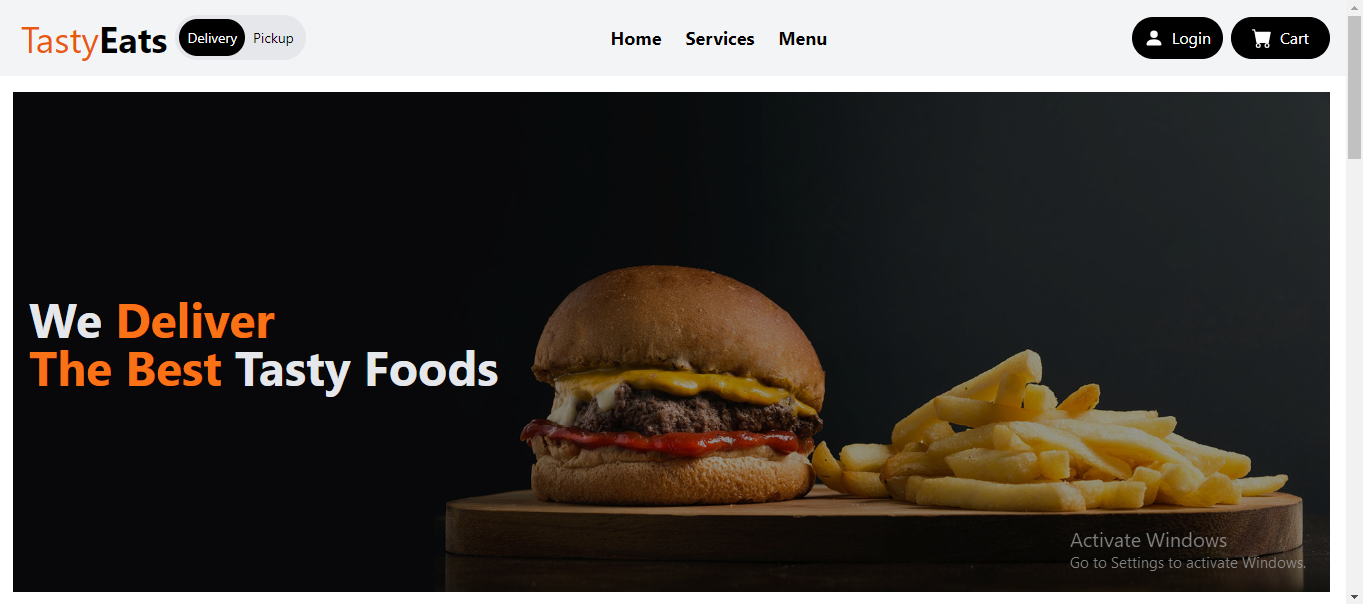 TastyEats Delivery Pickup Home Services Menu Login Cart
We Deliver
The Best Tasty Foods
Activate Windows
Go to Settings to activate Windows.